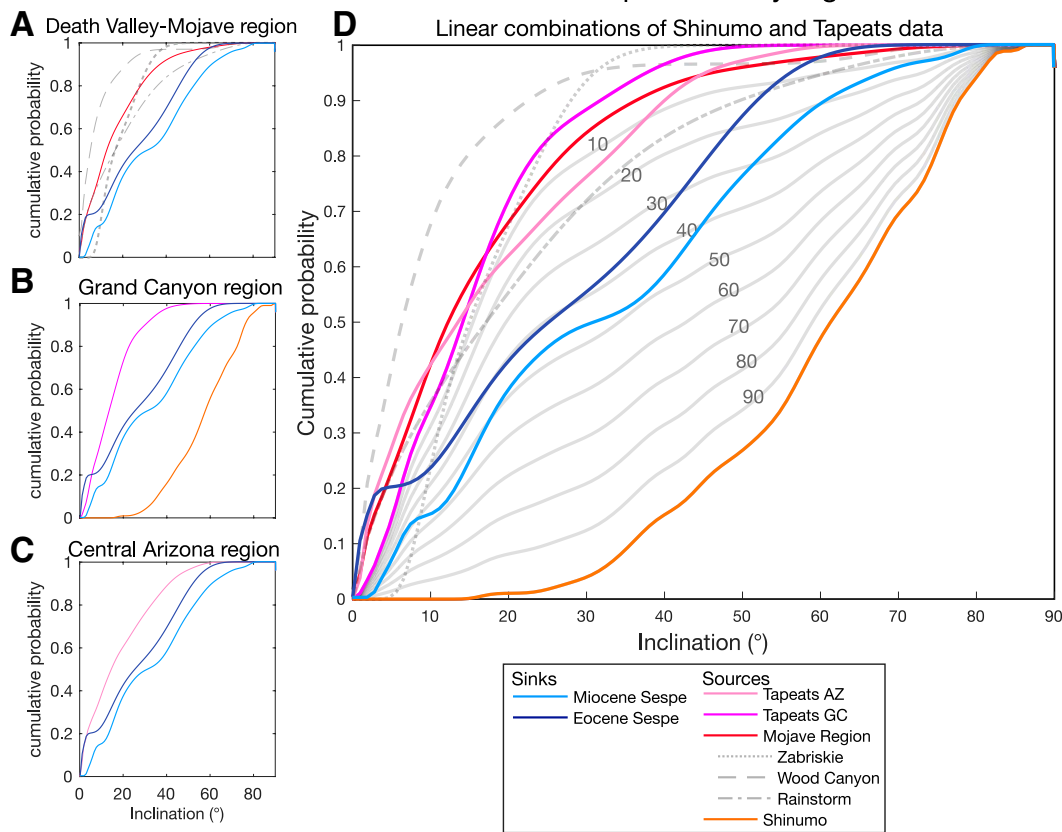 A
Death Valley-Mojave region
1
0.8
0.6
0.4
0.2
0
cumulative probability
B
Grand Canyon region
1
0.8
0.6
0.4
0.2
0
cumulative probability
C
Central Arizona region
1
0.8
0.6
0.4
0.2
0
cumulative probability
0 20 40 60 80
Inclination (°)
D
Linear combinations of Shinumo and Tapeats data
1
0.9
0.8
0.7
0.6
0.5
0.4
0.3
0.2
0.1
0
Cumulative probability
10
20
30
40
50
60
70
80
90
0 10 20 30 40 50 60 70 80 90
Inclination (°)
Sinks
Miocene Sespe
Eocene Sespe
Sources
Tapeats AZ
Tapeats GC
Mojave Region
Zabriskie
Wood Canyon
Rainstorm
Shinumo